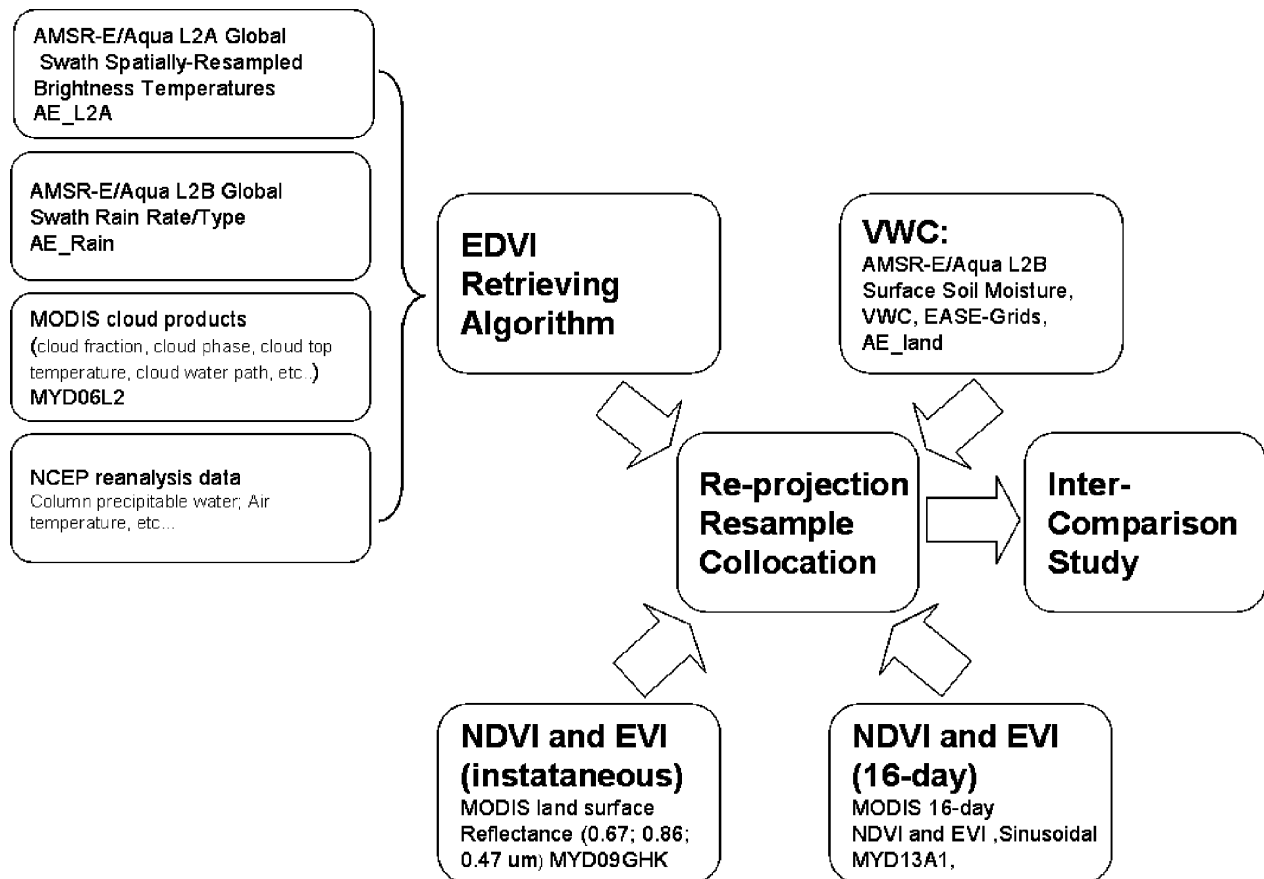 AMSR-E/Aqua L2A Global
Swath Spatially-Resampled
Brightness Temperatures
AE_L2A
AMSR-E/Aqua L2B Global
Swath Rain Rate/Type
AE_Rain
MODIS cloud products
(cloud fraction, cloud phase, cloud top
temperature, cloud water path, etc..)
MYD06L2
NCEP reanalysis data
Column precipitable water; Air
temperature, etc...
EDVI
Retrieving
Algorithm
VWC:
AMSR-E/Aqua L2B
Surface Soil Moisture,
VWC, EASE-Grids,
AE_land
Re-projection
Resample
Collocation
Inter-
Comparison
Study
NDVI and EVI
(instataneous)
MODIS land surface
Reflectance (0.67; 0.86;
0.47 um) MYD09GHK
NDVI and EVI
(16-day)
MODIS 16-day
NDVI and EVI ,Sinusoidal
MYD13A1,